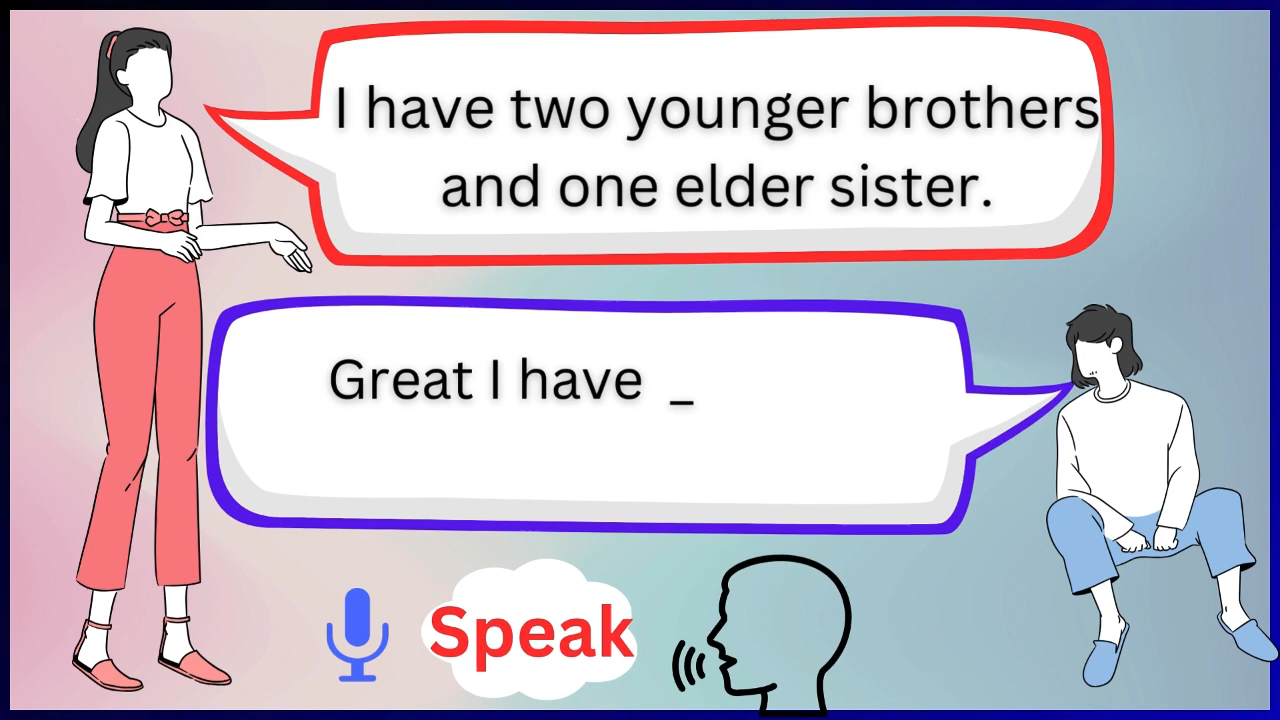 I have two younger brothers
and one elder sister.
Great I have _
Speak